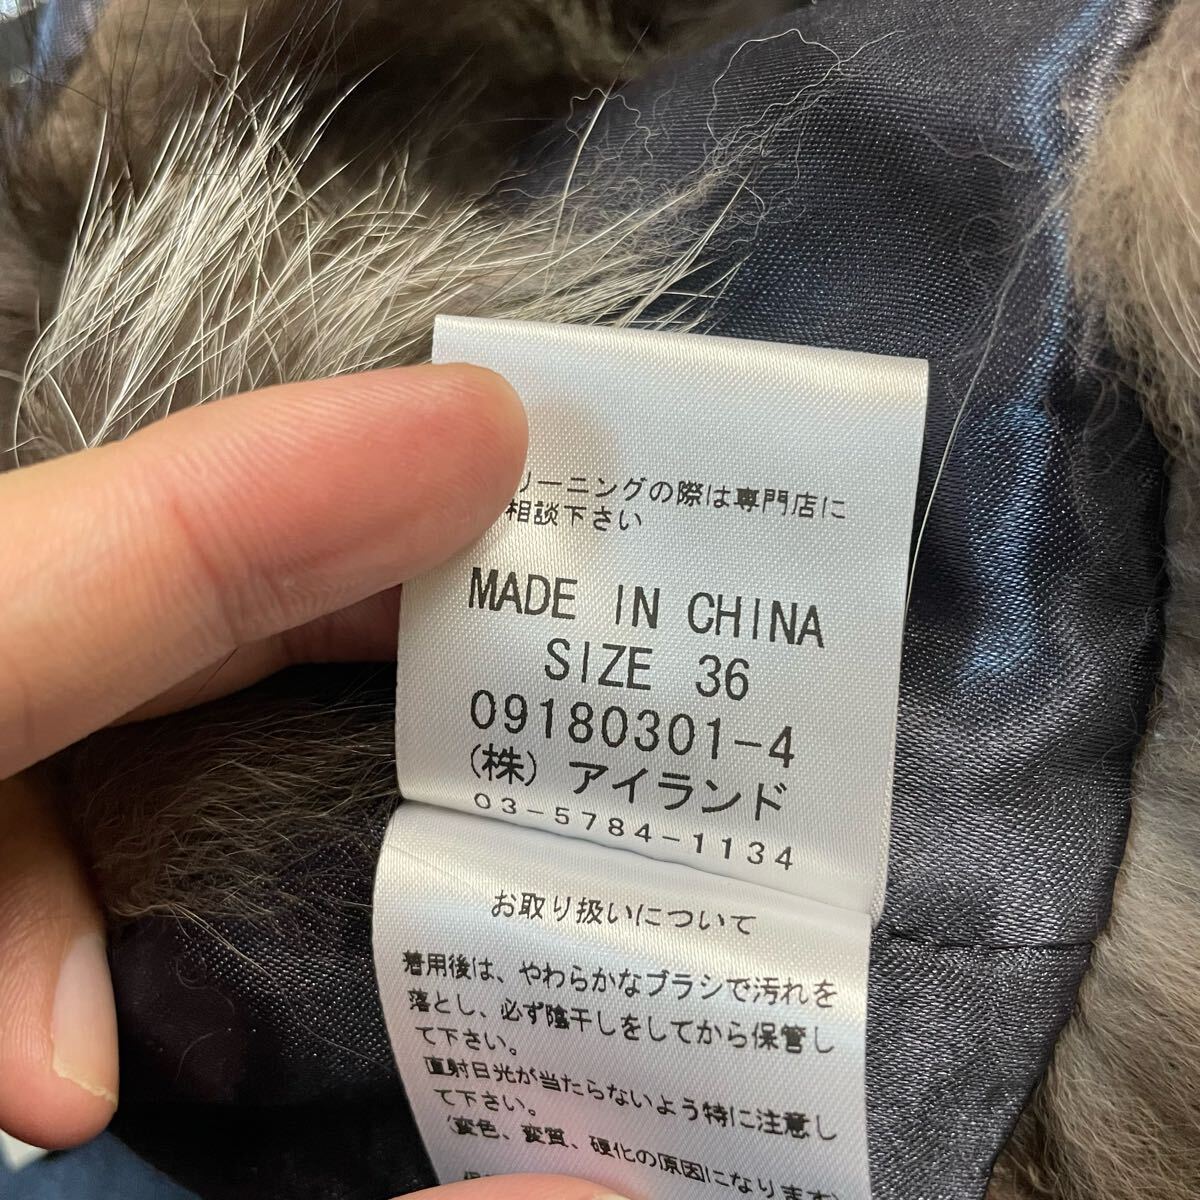 リーニングの際は専門店に
相談下さい
MADE IN CHINA
SIZE 36
09180301-4
(株) アイランド
03-5784-1134
お取り扱いについて
着用後は、やわらかなブラシで汚れを
落とし、必ず陰干しをしてから保管し
て下さい。
直射日光が当たらないよう特に注意し
て下さい。
(変色、変質、硬化の原因になります)